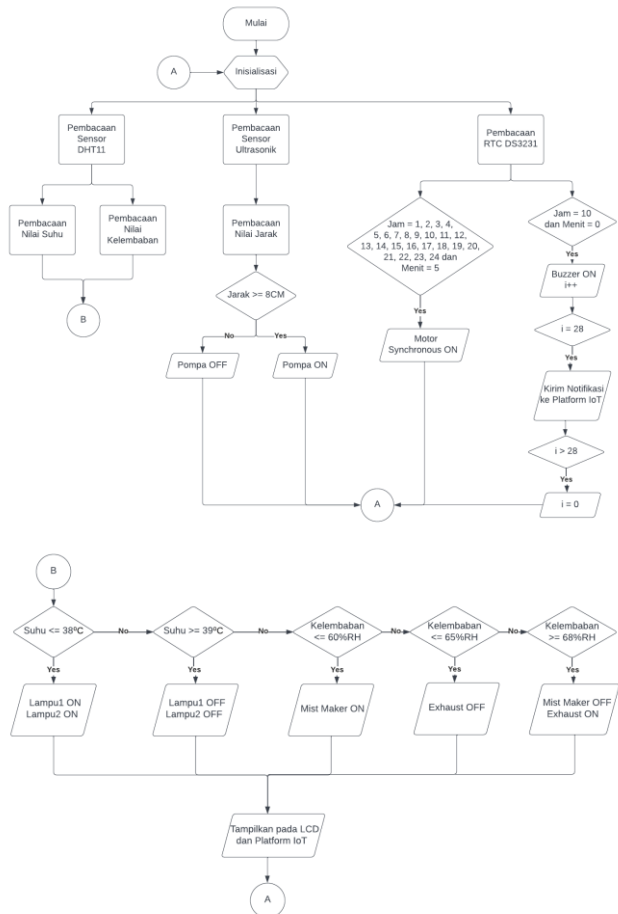 Mulai
A
Inisialisasi
Pembacaan
Sensor
DHT11
Pembacaan
Sensor
Ultrasonik
Pembacaan
RTC DS3231
Pembacaan
Nilai Suhu
Pembacaan
Nilai
Kelembaban
Pembacaan
Nilai Jarak
Jam = 1, 2, 3, 4,
5, 6, 7, 8, 9, 10, 11, 12,
13, 14, 15, 16, 17, 18, 19, 20,
21, 22, 23, 24 dan
Menit = 5
Jam = 10
dan Menit = 0
Yes
B
Jarak >= 8CM
Buzzer ON
i++
No
Yes
Yes
i = 28
Pompa OFF
Pompa ON
Motor
Synchronous ON
Yes
Kirim Notifikasi
ke Platform IoT
i > 28
Yes
A
i = 0
B
Suhu <= 38ºC
No
Suhu >= 39ºC
No
Kelembaban
<= 60%RH
No
Kelembaban
<= 65%RH
No
Kelembaban
>= 68%RH
Yes
Yes
Yes
Yes
Yes
Lampu1 ON
Lampu2 ON
Lampu1 OFF
Lampu2 OFF
Mist Maker ON
Exhaust OFF
Mist Maker OFF
Exhaust ON
Tampilkan pada LCD
dan Platform IoT
A